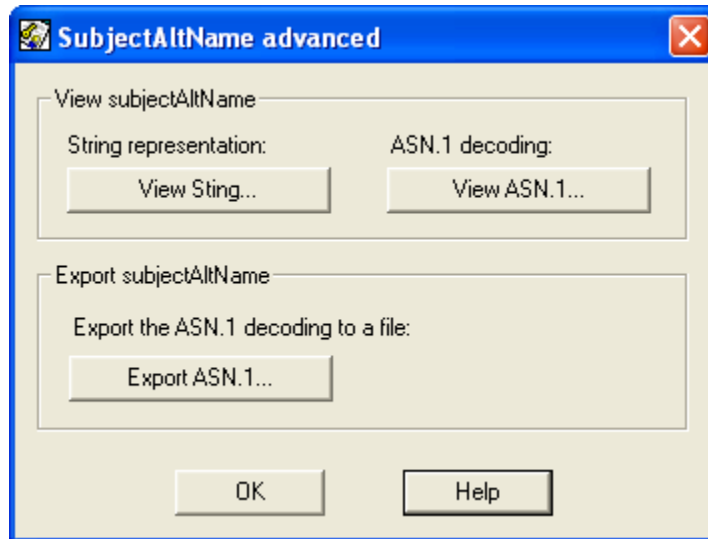 SubjectAltName advanced
View subjectAltName
String representation: ASN.1 decoding:
View Sting... View ASN.1...
Export subjectAltName
Export the ASN.1 decoding to a file:
Export ASN.1...
OK Help